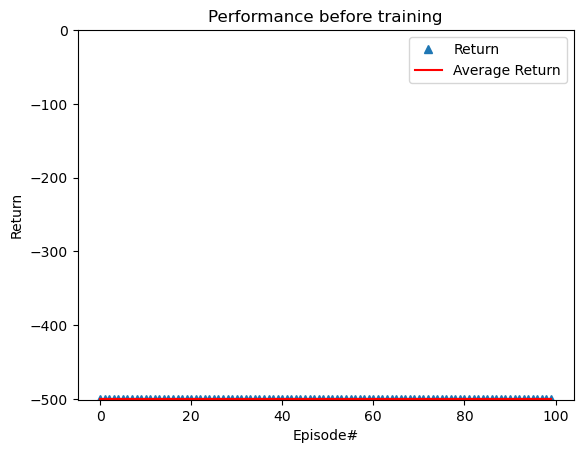 Performance before training
Return
Average Return
0
−100
−200
−300
−400
−500
Return
0
20
40
60
80
100
Episode#